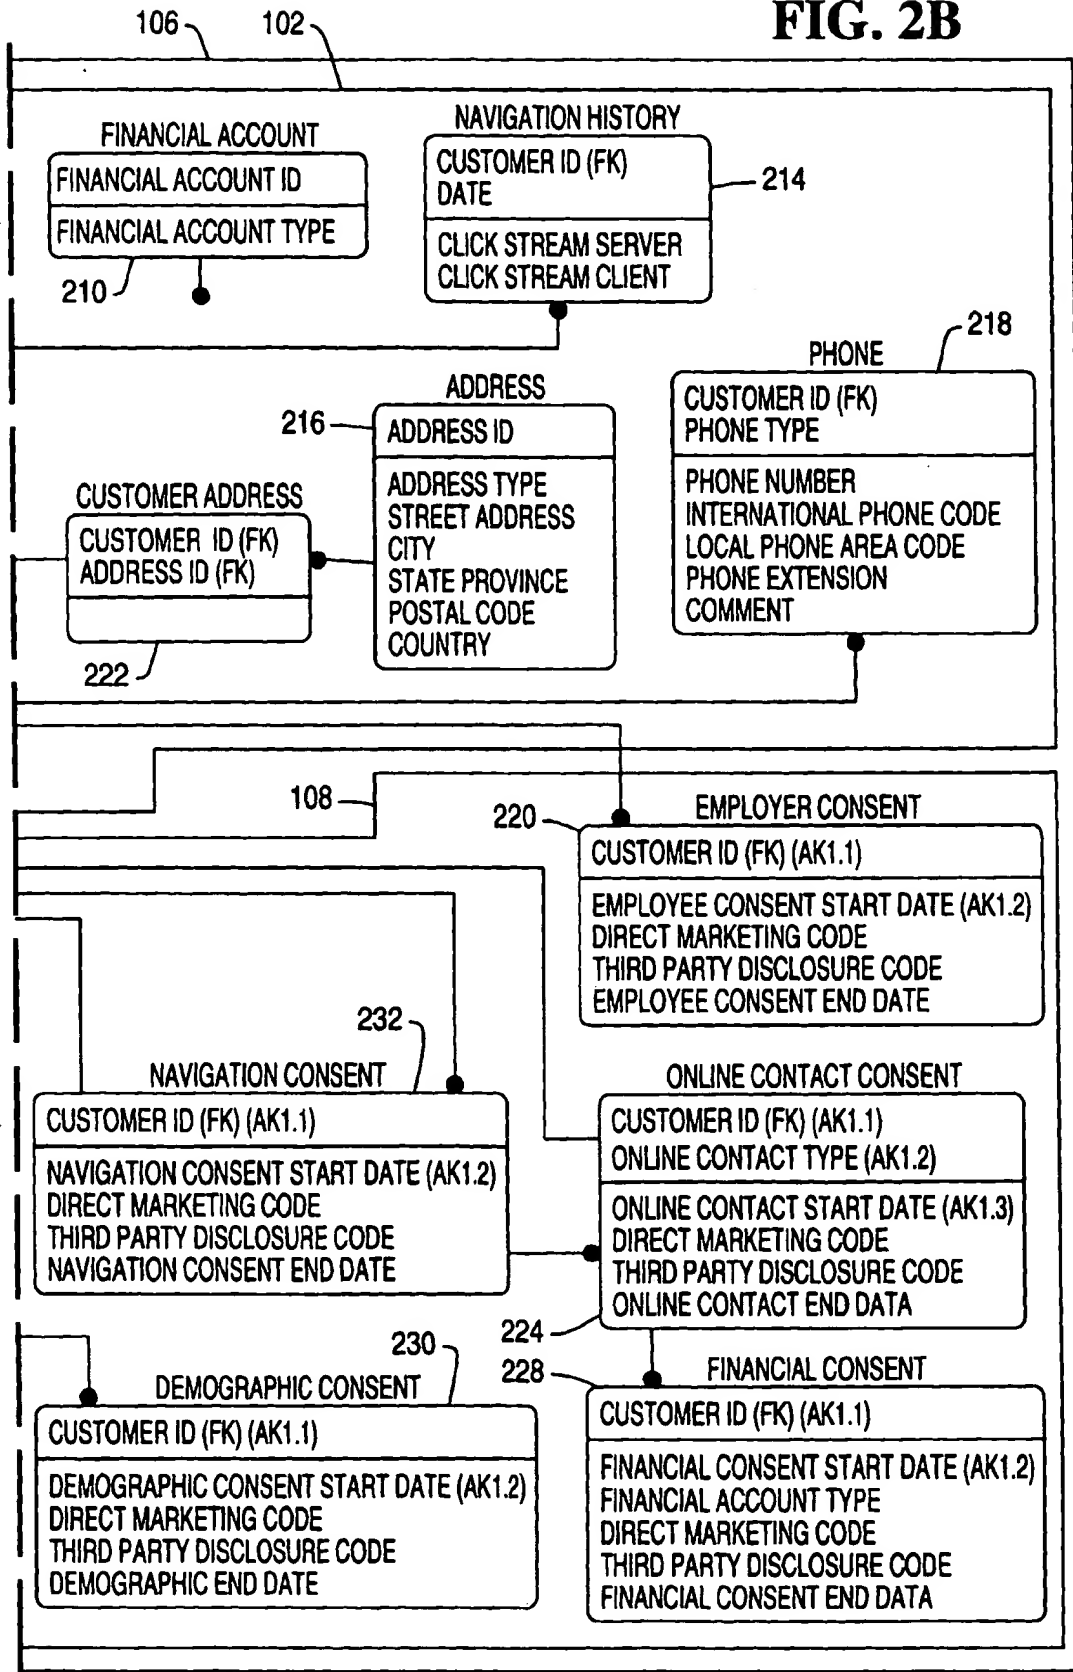 FIG. 2B
106
102
FINANCIAL ACCOUNT
FINANCIAL ACCOUNT ID
FINANCIAL ACCOUNT TYPE
210
NAVIGATION HISTORY
CUSTOMER ID (FK)
DATE
CLICK STREAM SERVER
CLICK STREAM CLIENT
214
218
PHONE
CUSTOMER ID (FK)
PHONE TYPE
PHONE NUMBER
INTERNATIONAL PHONE CODE
LOCAL PHONE AREA CODE
PHONE EXTENSION
COMMENT
ADDRESS
216
ADDRESS ID
ADDRESS TYPE
STREET ADDRESS
CITY
STATE PROVINCE
POSTAL CODE
COUNTRY
CUSTOMER ADDRESS
CUSTOMER ID (FK)
ADDRESS ID (FK)
222
108
220
EMPLOYER CONSENT
CUSTOMER ID (FK) (AK1.1)
EMPLOYEE CONSENT START DATE (AK1.2)
DIRECT MARKETING CODE
THIRD PARTY DISCLOSURE CODE
EMPLOYEE CONSENT END DATE
232
NAVIGATION CONSENT
CUSTOMER ID (FK) (AK1.1)
NAVIGATION CONSENT START DATE (AK1.2)
DIRECT MARKETING CODE
THIRD PARTY DISCLOSURE CODE
NAVIGATION CONSENT END DATE
ONLINE CONTACT CONSENT
CUSTOMER ID (FK) (AK1.1)
ONLINE CONTACT TYPE (AK1.2)
ONLINE CONTACT START DATE (AK1.3)
DIRECT MARKETING CODE
THIRD PARTY DISCLOSURE CODE
ONLINE CONTACT END DATA
224
230
DEMOGRAPHIC CONSENT
CUSTOMER ID (FK) (AK1.1)
DEMOGRAPHIC CONSENT START DATE (AK1.2)
DIRECT MARKETING CODE
THIRD PARTY DISCLOSURE CODE
DEMOGRAPHIC END DATE
228
FINANCIAL CONSENT
CUSTOMER ID (FK) (AK1.1)
FINANCIAL CONSENT START DATE (AK1.2)
FINANCIAL ACCOUNT TYPE
DIRECT MARKETING CODE
THIRD PARTY DISCLOSURE CODE
FINANCIAL CONSENT END DATA